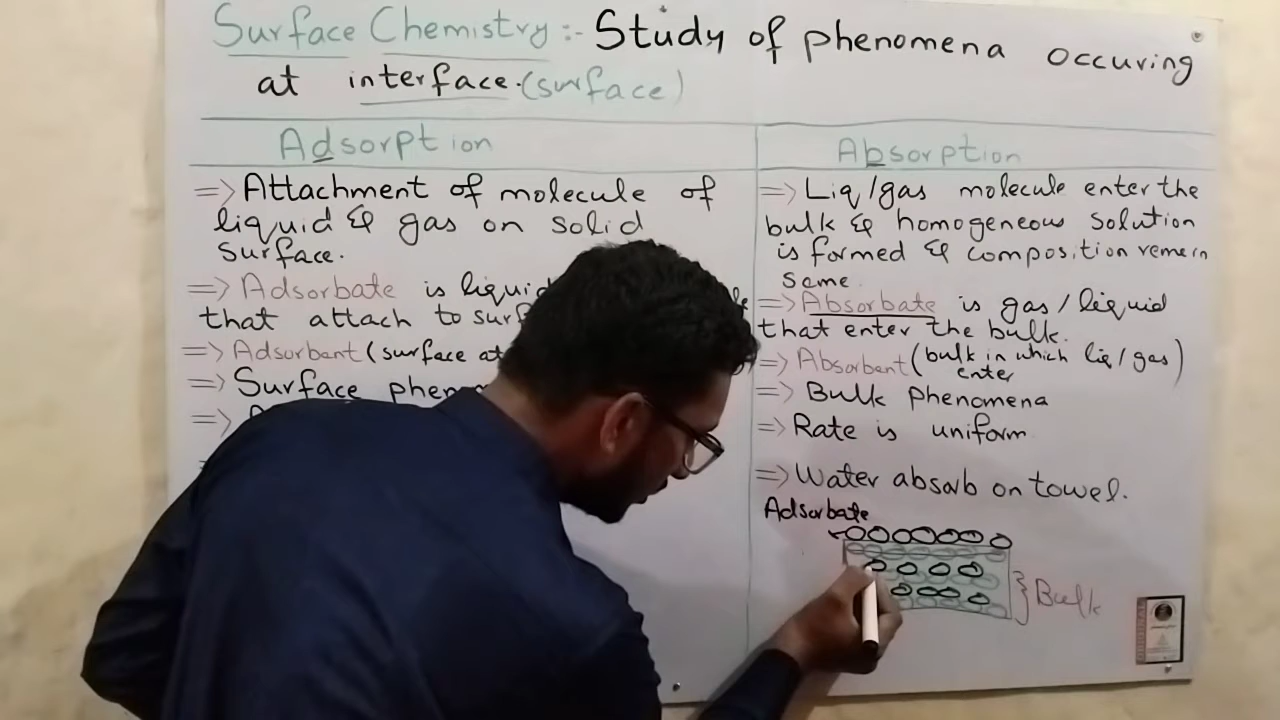 Surface Chemistry :- Study of phenomena occuring
at interface. (surface)
Adsorption
=> Attachment of molecule of
liquid & gas on solid
surface.
=> Adsorbate is
that attach to
=> Adsorbent (surface
=> Surface
=>
Absorption
=> Liq/gas molecule enter the
bulk & homogeneous solution
is formed & composition remain
same
=> Absorbate is gas/liquid
that enter the bulk.
=> Absorbent (bulk in which liq/gas)
enter
=> Bulk phenomena
=> Rate is uniform
=> Water absorb on towel.
Adsorbate
Bulk